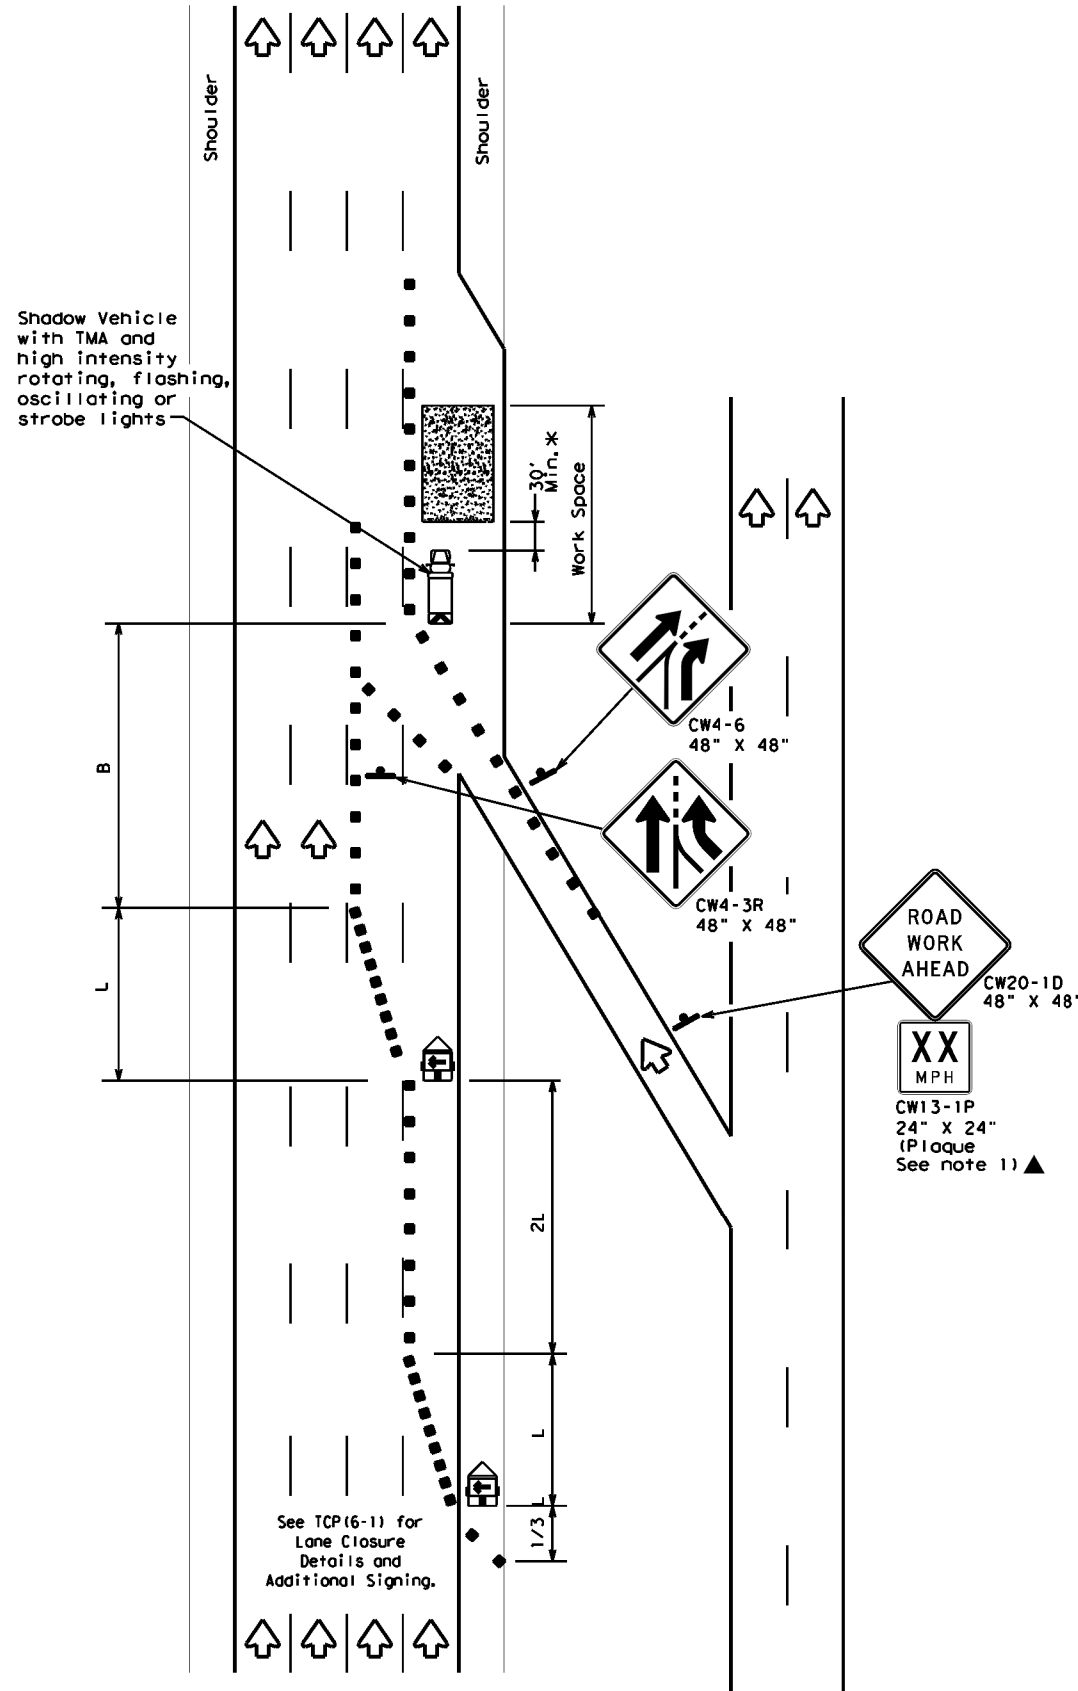 Shoulder
Shoulder
Shadow Vehicle
with TMA and
high intensity
rotating, flashing,
oscillating or
strobe lights
30'
Min.*
Work Space
CW4-6
48" X 48"
B
CW4-3R
48" X 48"
ROAD
WORK
AHEAD
CW20-1D
48" X 48"
XX
MPH
CW13-1P
24" X 24"
(Plaque
See note 1)▲
L
2L
L
1/3 L
See TCP(6-1) for
Lane Closure
Details and
Additional Signing.